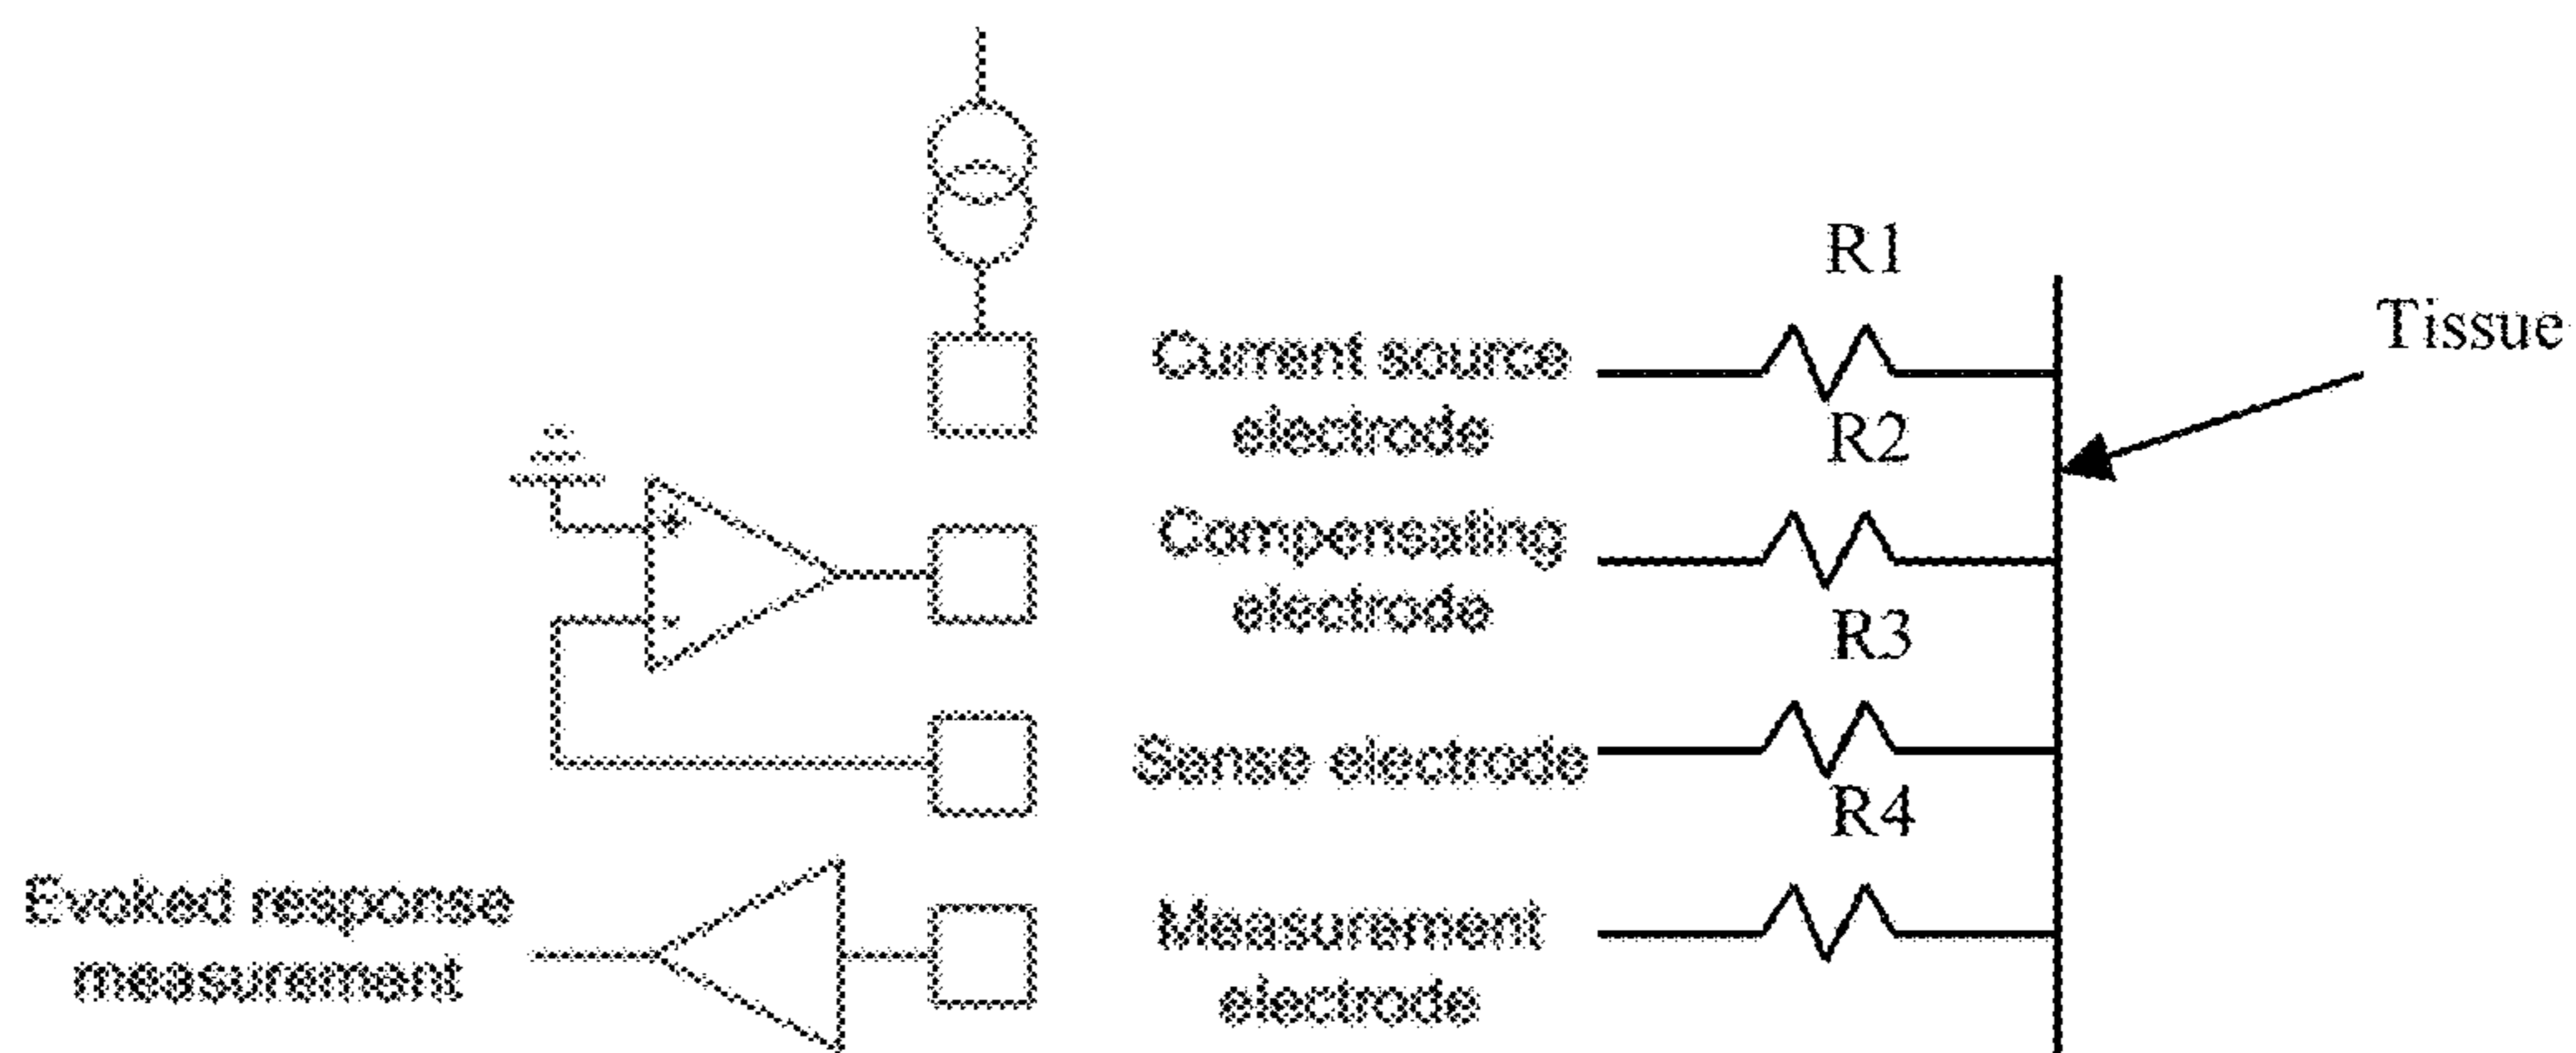 R1
Current source
electrode
Tissue
R2
Compensating
electrode
R3
Sense electrode
R4
Evoked response
measurement
Measurement
electrode
+
-